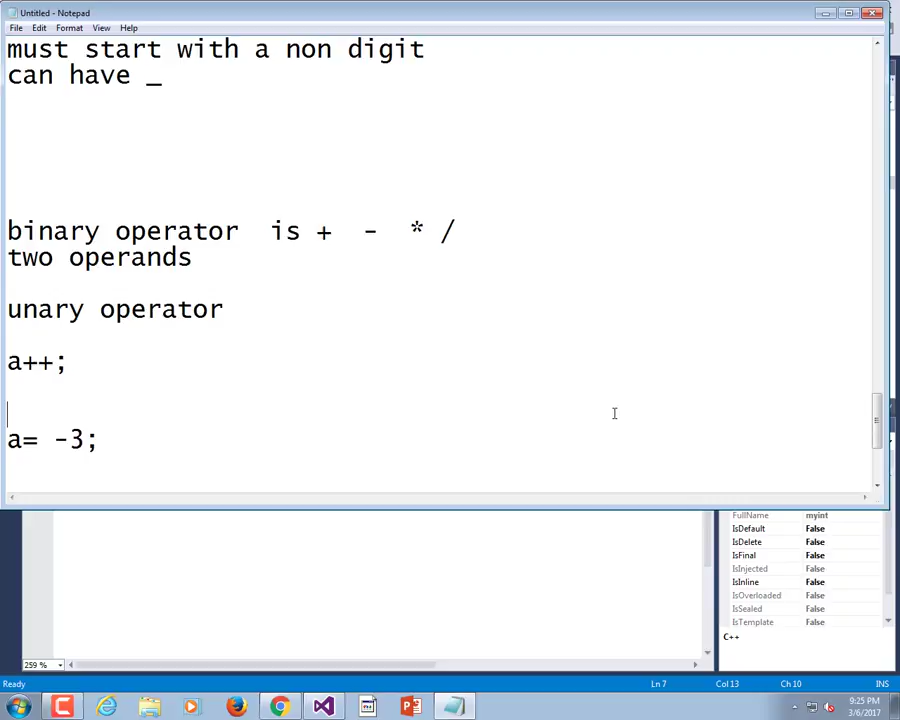 Untitled - Notepad
File Edit Format View Help
must start with a non digit
can have _
binary operator  is +  -  * /
two operands
unary operator
a++;
a= -3;
FullName myint
IsDefault False
IsDelete False
IsFinal False
IsInjected False
IsInline False
IsOverloaded False
IsSealed False
IsTemplate False
C++
259 %
Ready Ln 7 Col 13 Ch 10 INS
9:25 PM
3/6/2017